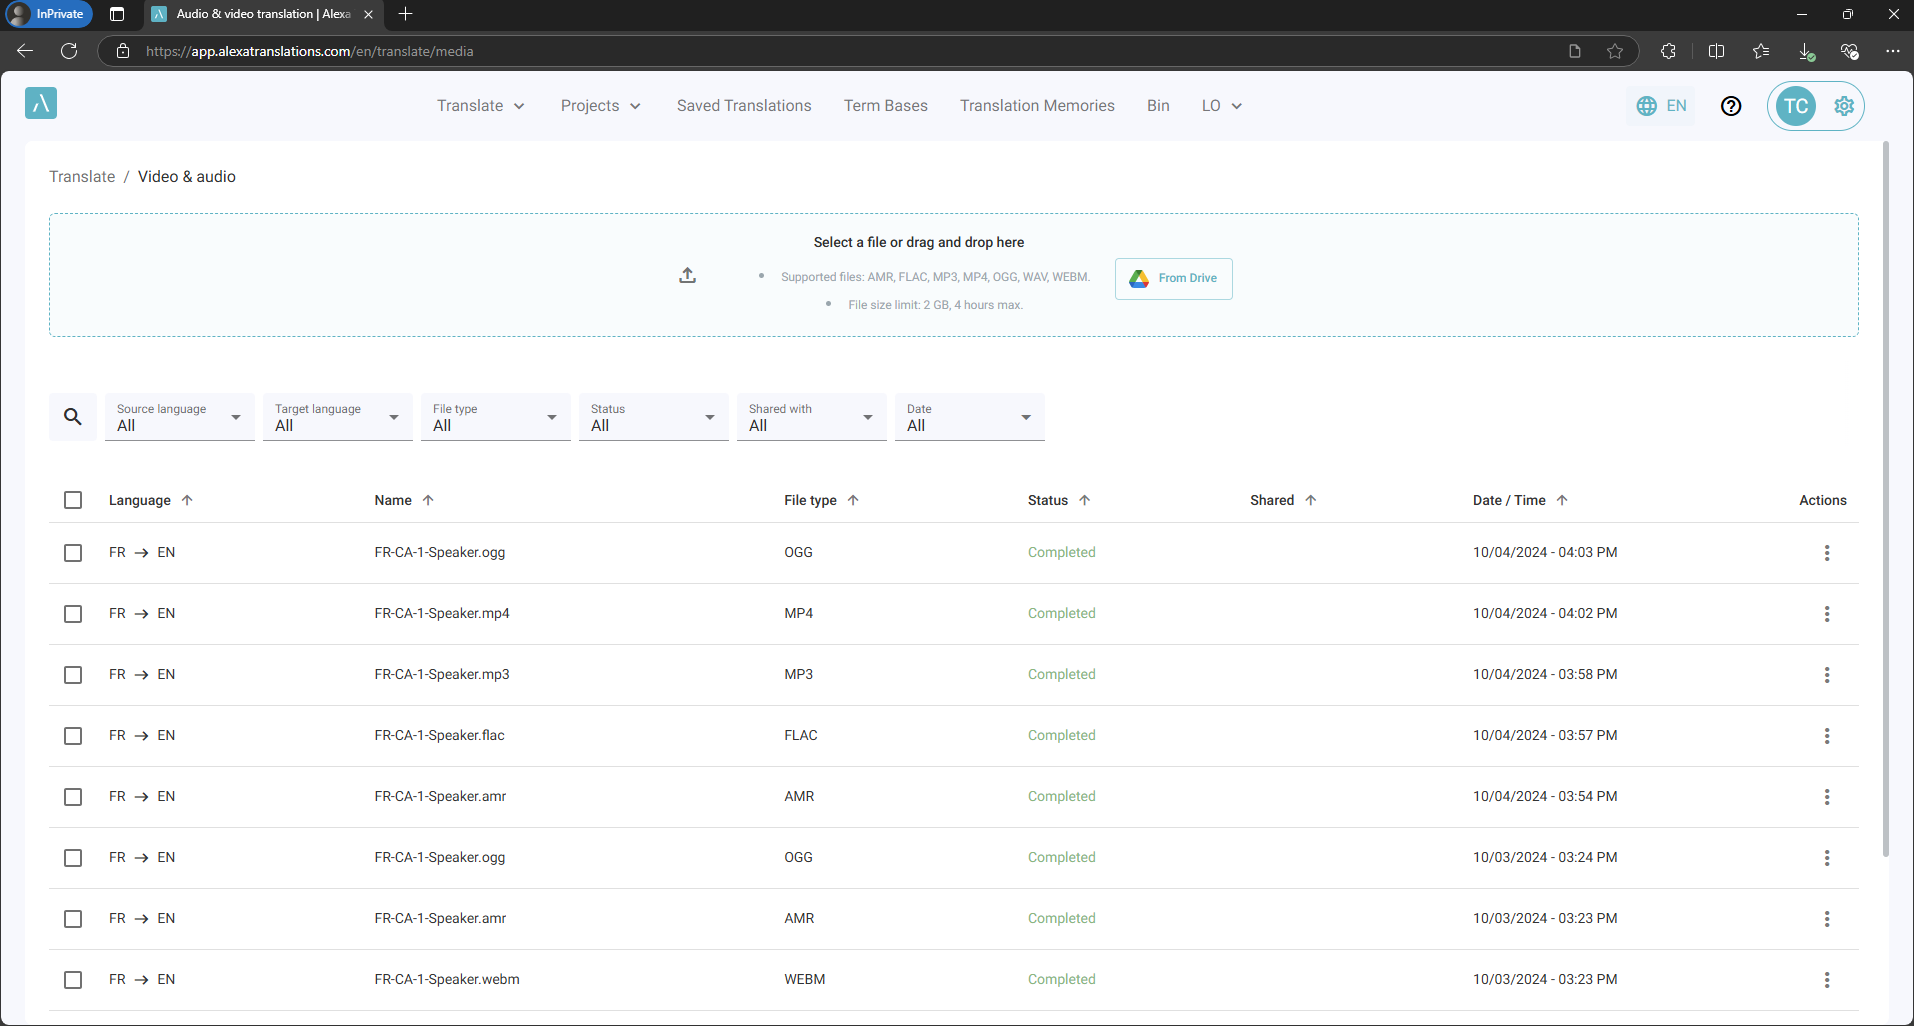 InPrivate
Audio & video translation | Alexa
https://app.alexatranslations.com/en/translate/media
Translate Projects Saved Translations Term Bases Translation Memories Bin LO EN TC
Translate / Video & audio
Select a file or drag and drop here
Supported files: AMR, FLAC, MP3, MP4, OGG, WAV, WEBM.
File size limit: 2 GB, 4 hours max.
From Drive
Source language Target language File type Status Shared with Date
All All All All All All
Language Name File type Status Shared Date / Time Actions
FR → EN FR-CA-1-Speaker.ogg OGG Completed 10/04/2024 - 04:03 PM
FR → EN FR-CA-1-Speaker.mp4 MP4 Completed 10/04/2024 - 04:02 PM
FR → EN FR-CA-1-Speaker.mp3 MP3 Completed 10/04/2024 - 03:58 PM
FR → EN FR-CA-1-Speaker.flac FLAC Completed 10/04/2024 - 03:57 PM
FR → EN FR-CA-1-Speaker.amr AMR Completed 10/04/2024 - 03:54 PM
FR → EN FR-CA-1-Speaker.ogg OGG Completed 10/03/2024 - 03:24 PM
FR → EN FR-CA-1-Speaker.amr AMR Completed 10/03/2024 - 03:23 PM
FR → EN FR-CA-1-Speaker.webm WEBM Completed 10/03/2024 - 03:23 PM